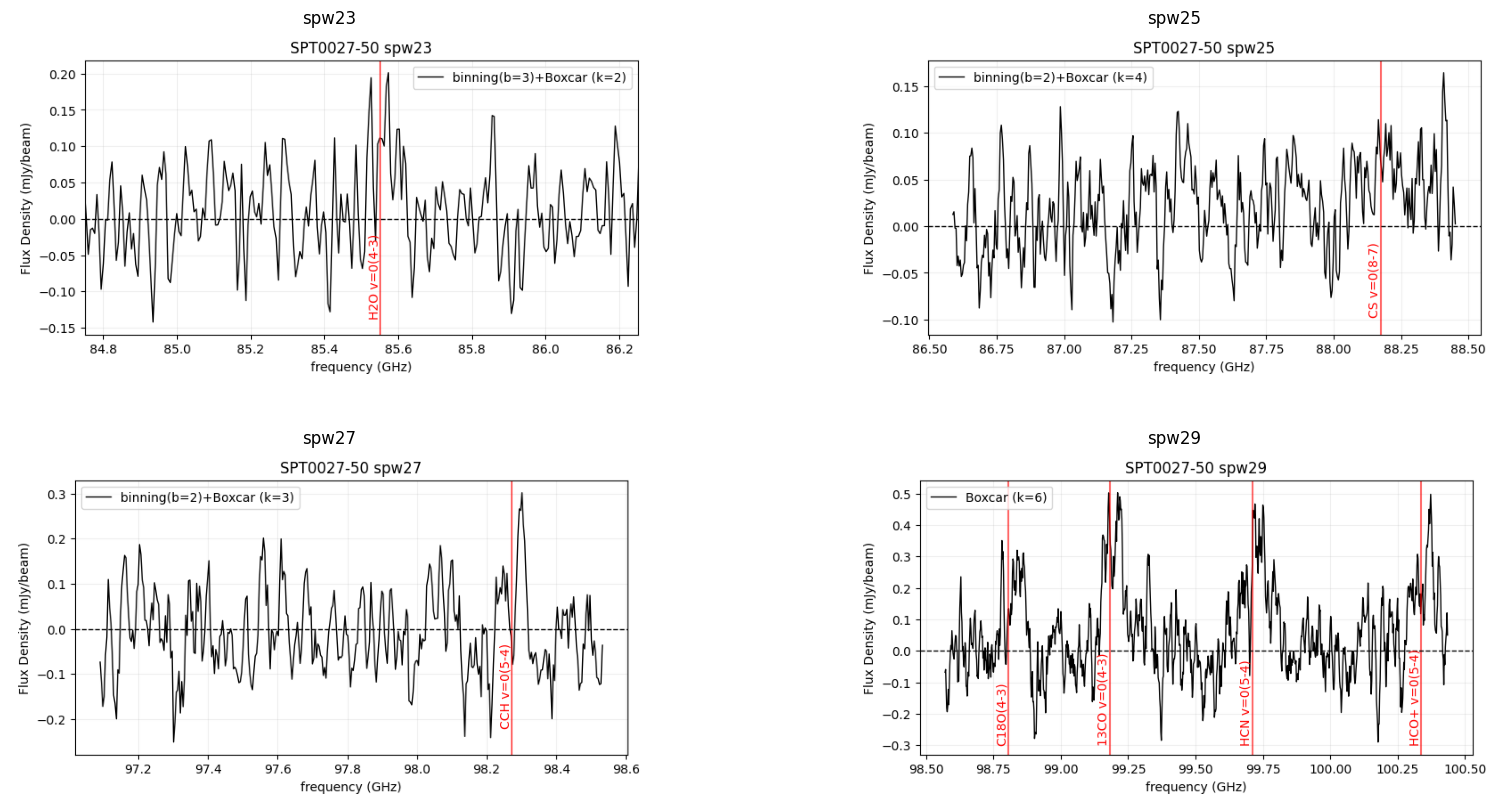 spw23
SPT0027-50 spw23
binning(b=3)+Boxcar (k=2)
Flux Density (mJy/beam)
0.20
0.15
0.10
0.05
0.00
−0.05
−0.10
−0.15
H2O v=0(4-3)
84.8 85.0 85.2 85.4 85.6 85.8 86.0 86.2
frequency (GHz)
spw25
SPT0027-50 spw25
binning(b=2)+Boxcar (k=4)
Flux Density (mJy/beam)
0.15
0.10
0.05
0.00
−0.05
−0.10
CS v=0(8-7)
86.50 86.75 87.00 87.25 87.50 87.75 88.00 88.25 88.50
frequency (GHz)
spw27
SPT0027-50 spw27
binning(b=2)+Boxcar (k=3)
Flux Density (mJy/beam)
0.3
0.2
0.1
0.0
−0.1
−0.2
CCH v=0(5-4)
97.2 97.4 97.6 97.8 98.0 98.2 98.4 98.6
frequency (GHz)
spw29
SPT0027-50 spw29
Boxcar (k=6)
Flux Density (mJy/beam)
0.5
0.4
0.3
0.2
0.1
0.0
−0.1
−0.2
−0.3
C18O(4-3)
13CO v=0(4-3)
HCN v=0(5-4)
HCO+ v=0(5-4)
98.50 98.75 99.00 99.25 99.50 99.75 100.00 100.25 100.50
frequency (GHz)